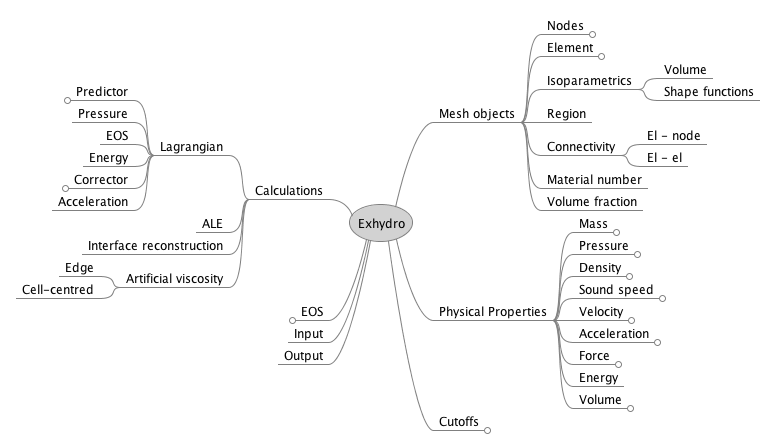 Exhydro
Mesh objects
Nodes
Element
Isoparametrics
Volume
Shape functions
Region
Connectivity
El - node
El - el
Material number
Volume fraction
Physical Properties
Mass
Pressure
Density
Sound speed
Velocity
Acceleration
Force
Energy
Volume
Cutoffs
Calculations
Lagrangian
Predictor
Pressure
EOS
Energy
Corrector
Acceleration
ALE
Interface reconstruction
Artificial viscosity
Edge
Cell-centred
EOS
Input
Output